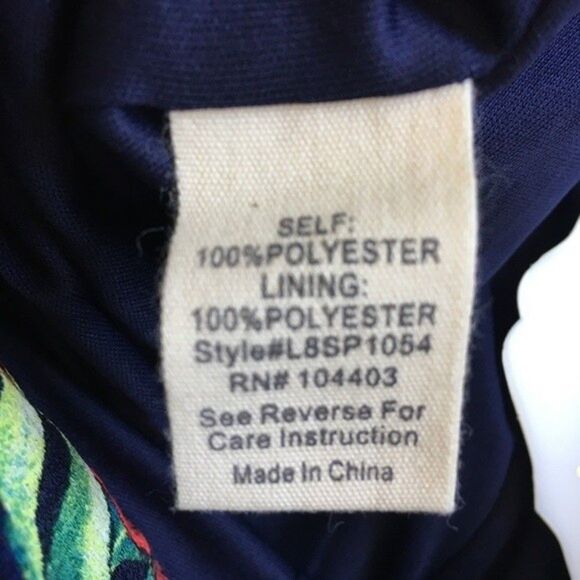 SELF:
100%POLYESTER
LINING:
100%POLYESTER
Style#L8SP1054
RN# 104403
See Reverse For
Care Instruction
Made In China